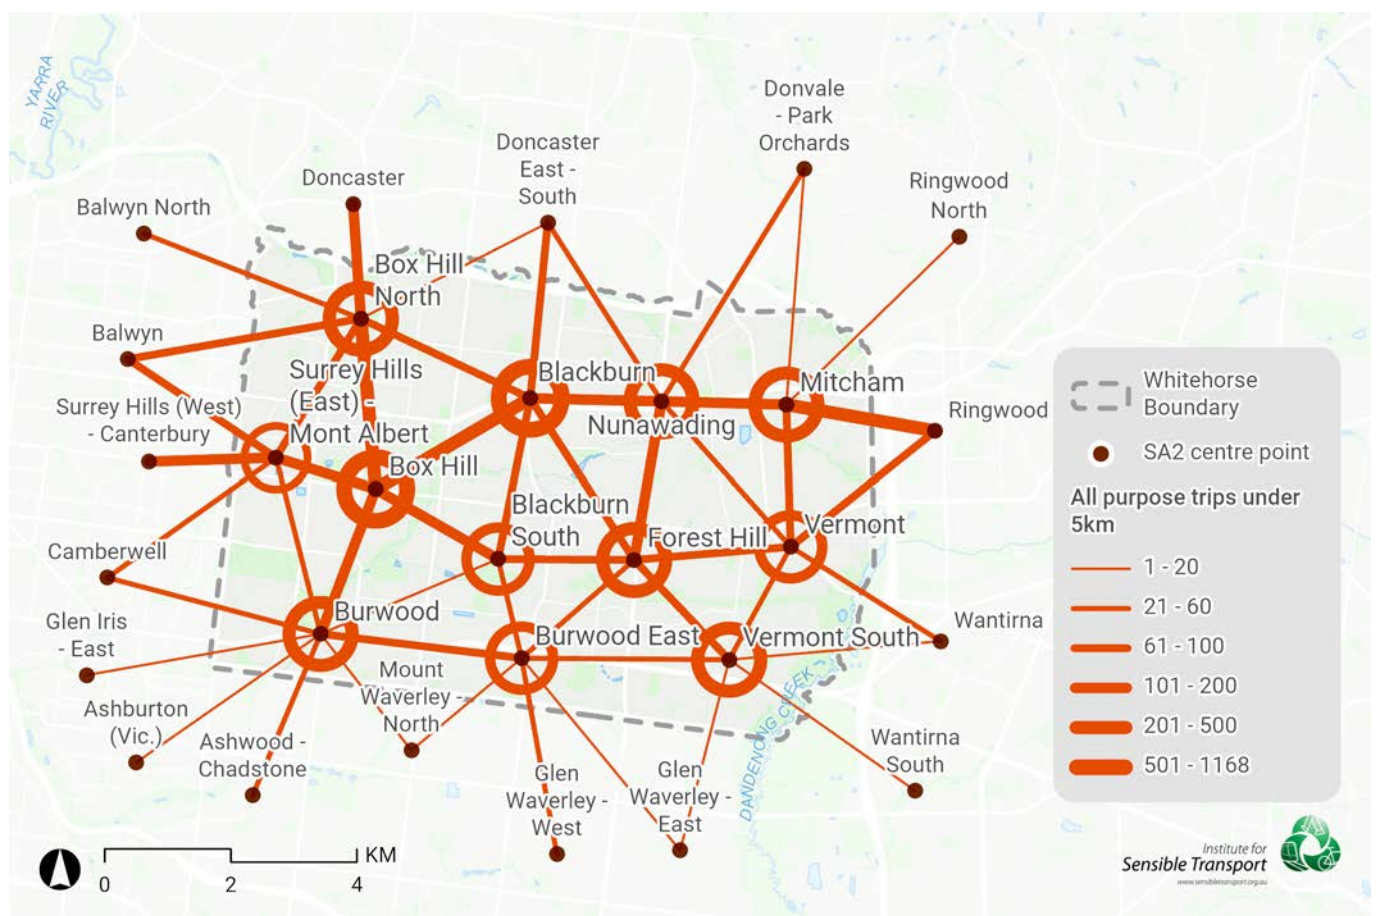 YARRA
RIVER
Donvale
- Park
Orchards
Doncaster
East -
South
Doncaster
Ringwood
North
Balwyn North
Box Hill
North
Balwyn
Surrey Hills
(East) -
Mont Albert
Blackburn
Mitcham
Surrey Hills (West)
- Canterbury
Nunawading
Ringwood
Box Hill
Blackburn
South
Forest Hill
Vermont
Camberwell
Burwood
Burwood East
Vermont South
Wantirna
Glen Iris
- East
Mount
Waverley -
North
Ashburton
(Vic.)
Ashwood -
Chadstone
DANDENONG CREEK
Wantirna
South
Glen
Waverley -
West
Glen
Waverley -
East
KM
0 2 4
Whitehorse
Boundary
SA2 centre point
All purpose trips under
5km
1 - 20
21 - 60
61 - 100
101 - 200
201 - 500
501 - 1168
Institute for
Sensible Transport
www.sensibletransport.org.au